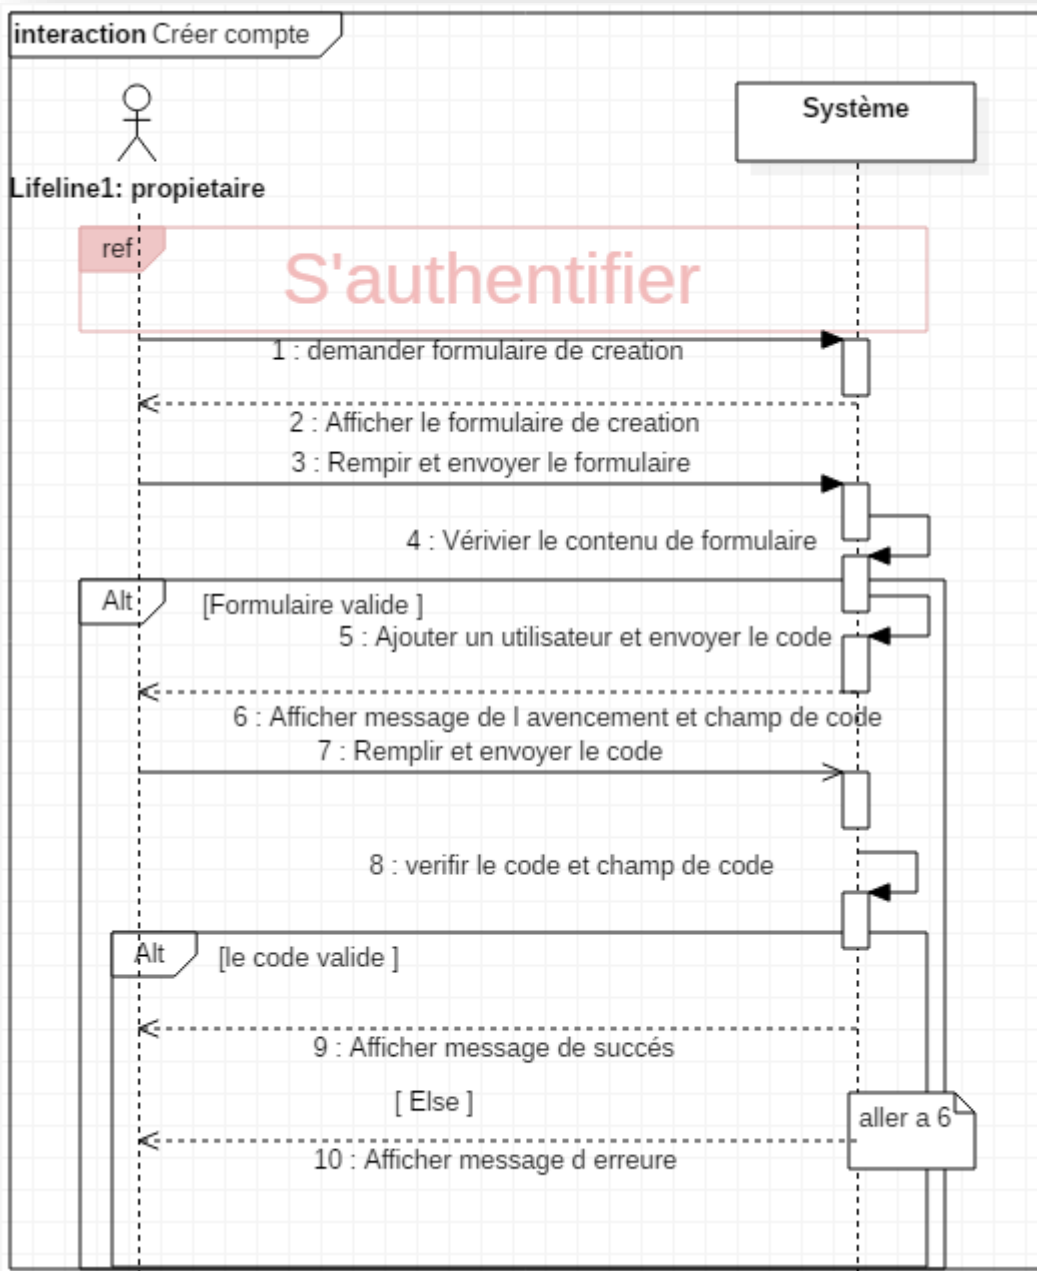 interaction Créer compte
Système
Lifeline1: propietaire
ref
S'authentifier
1 : demander formulaire de creation
2 : Afficher le formulaire de creation
3 : Rempir et envoyer le formulaire
4 : Vérivier le contenu de formulaire
Alt
[Formulaire valide ]
5 : Ajouter un utilisateur et envoyer le code
6 : Afficher message de l avencement et champ de code
7 : Remplir et envoyer le code
8 : verifir le code et champ de code
Alt
[le code valide ]
9 : Afficher message de succés
[ Else ]
aller a 6
10 : Afficher message d erreure